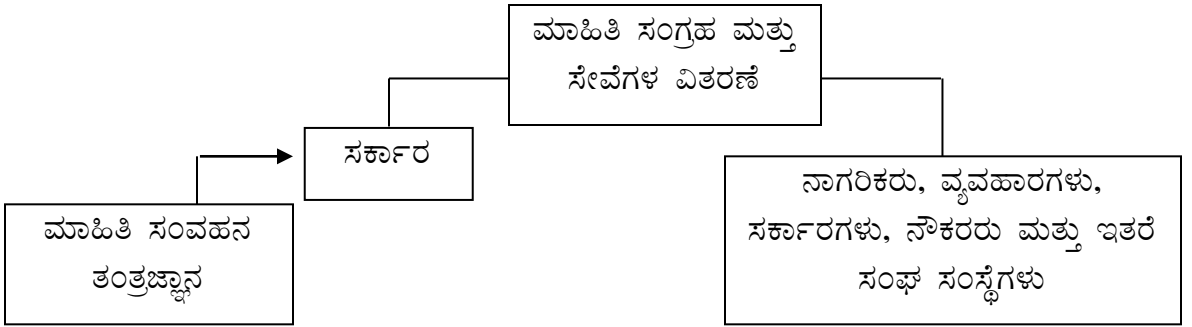 ಮಾಹಿತಿ ಸಂಗ್ರಹ ಮತ್ತು
ಸೇವೆಗಳ ವಿತರಣೆ
ಸರ್ಕಾರ
ನಾಗರಿಕರು, ವ್ಯವಹಾರಗಳು,
ಸರ್ಕಾರಗಳು, ನೌಕರರು ಮತ್ತು ಇತರೆ
ಸಂಘ ಸಂಸ್ಥೆಗಳು
ಮಾಹಿತಿ ಸಂವಹನ
ತಂತ್ರಜ್ಞಾನ